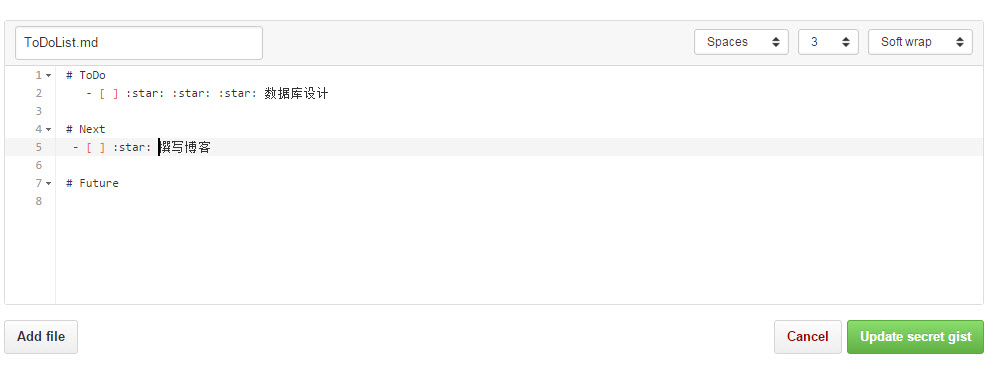 ToDoList.md Spaces 3 Soft wrap
1 # ToDo
2 - [ ] :star: :star: :star: 数据库设计
3
4 # Next
5 - [ ] :star: 撰写博客
6
7 # Future
8
Add file Cancel Update secret gist